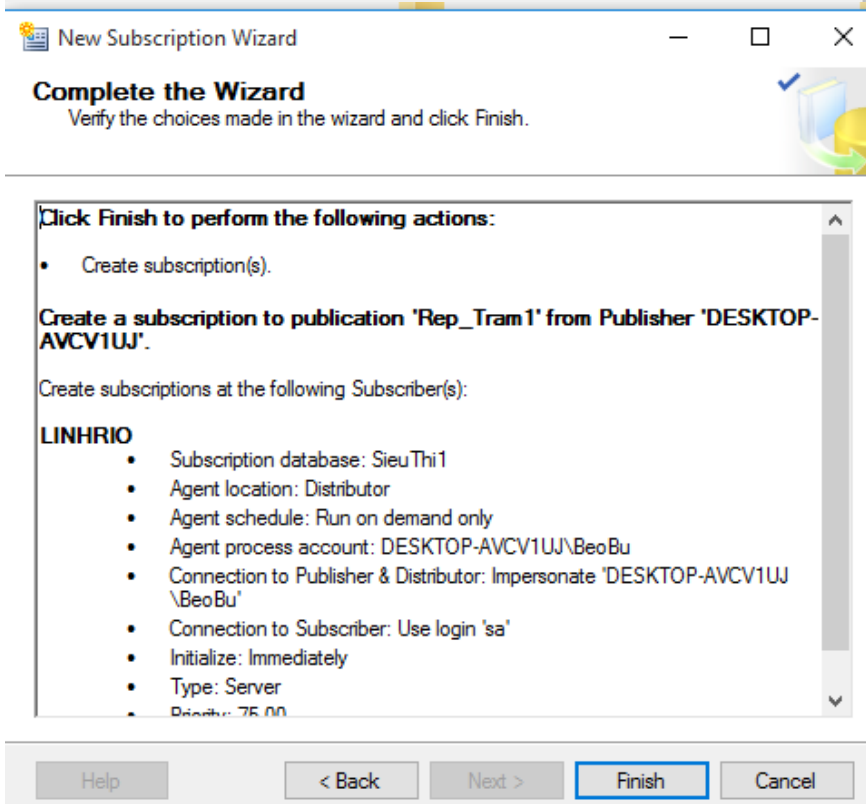 New Subscription Wizard
Complete the Wizard
Verify the choices made in the wizard and click Finish.
Click Finish to perform the following actions:
• Create subscription(s).
Create a subscription to publication 'Rep_Tram1' from Publisher 'DESKTOP-
AVCV1UJ'.
Create subscriptions at the following Subscriber(s):
LINHRIO
• Subscription database: SieuThi1
• Agent location: Distributor
• Agent schedule: Run on demand only
• Agent process account: DESKTOP-AVCV1UJ\BeoBu
• Connection to Publisher & Distributor: Impersonate 'DESKTOP-AVCV1UJ
\BeoBu'
• Connection to Subscriber: Use login 'sa'
• Initialize: Immediately
• Type: Server
• Priority: 75.00
Help
< Back
Next >
Finish
Cancel